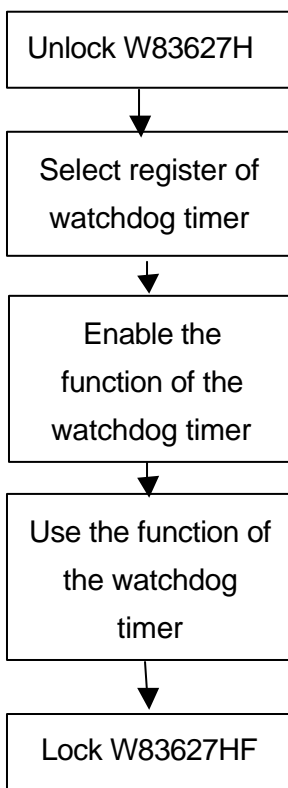 Unlock W83627H
Select register of
watchdog timer
Enable the
function of the
watchdog timer
Use the function of
the watchdog
timer
Lock W83627HF